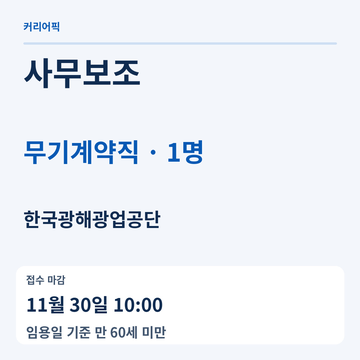 커리어픽
사무보조
무기계약직 · 1명
한국광해광업공단
접수 마감
11월 30일 10:00
임용일 기준 만 60세 미만